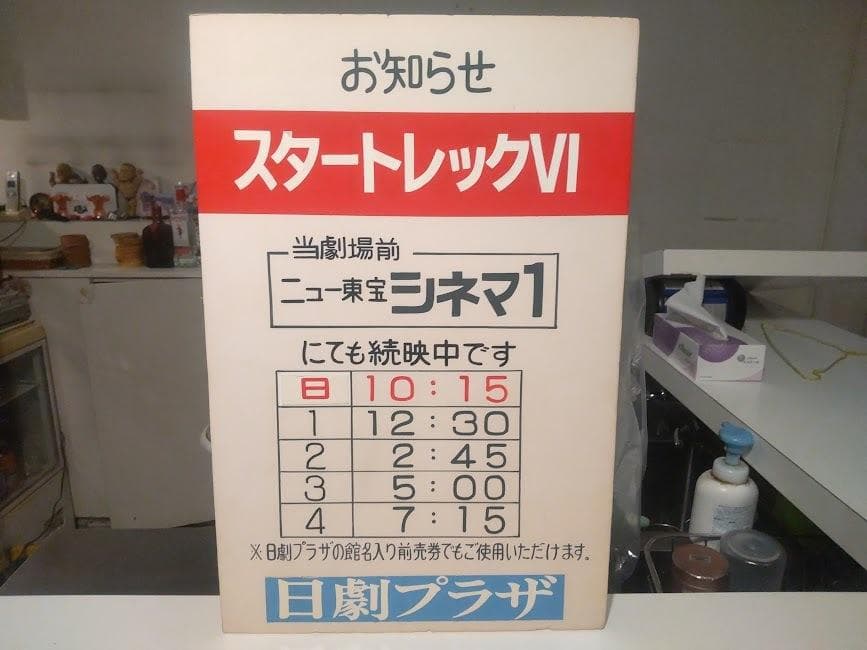 お知らせ
スタートレックVI
当劇場前
ニュー東宝シネマ1
にても続映中です
日 10:15
1 12:30
2 2:45
3 5:00
4 7:15
※日劇プラザの館名入り前売券でもご使用いただけます。
日劇プラザ